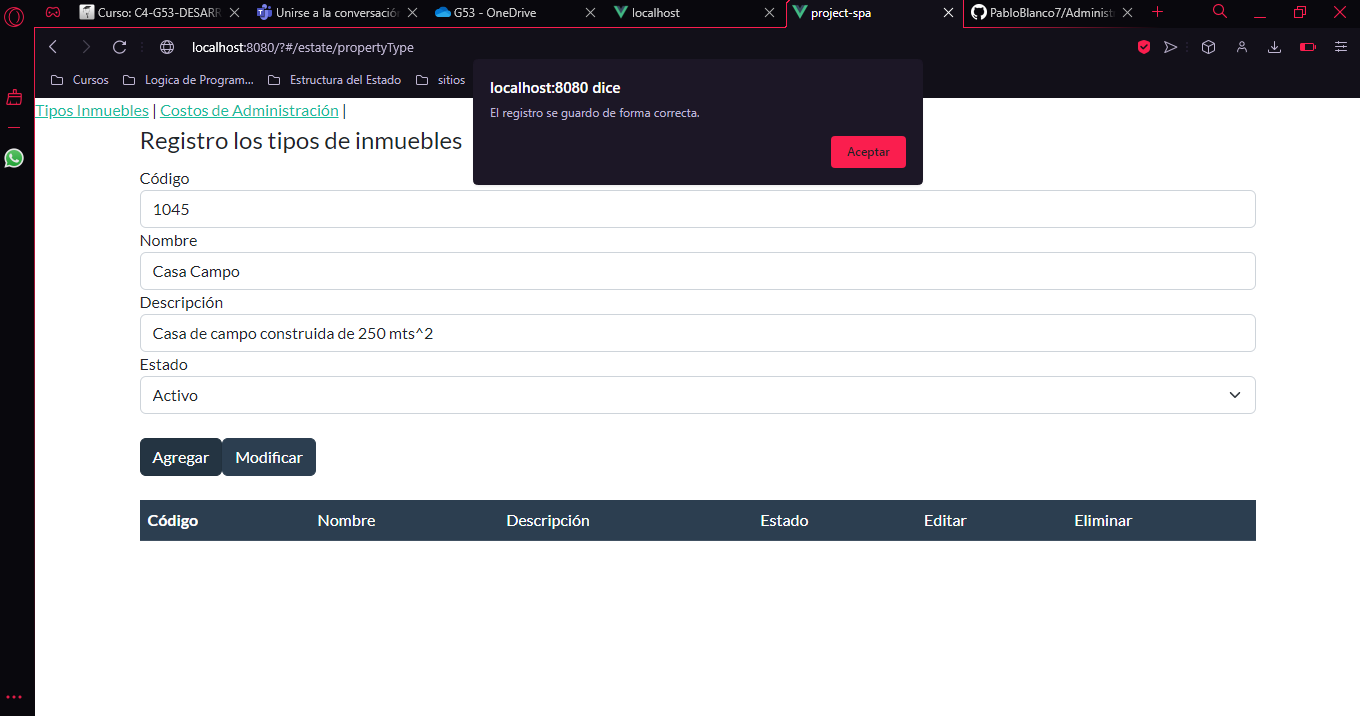 Curso: C4-G53-DESARR
Unirse a la conversación
G53 - OneDrive
localhost
project-spa
PabloBlanco7/Administ
localhost:8080/?#/estate/propertyType
Cursos
Logica de Program...
Estructura del Estado
sitios
localhost:8080 dice
El registro se guardo de forma correcta.
Aceptar
Tipos Inmuebles | Costos de Administración |
Registro los tipos de inmuebles
Código
1045
Nombre
Casa Campo
Descripción
Casa de campo construida de 250 mts^2
Estado
Activo
Agregar Modificar
Código Nombre Descripción Estado Editar Eliminar